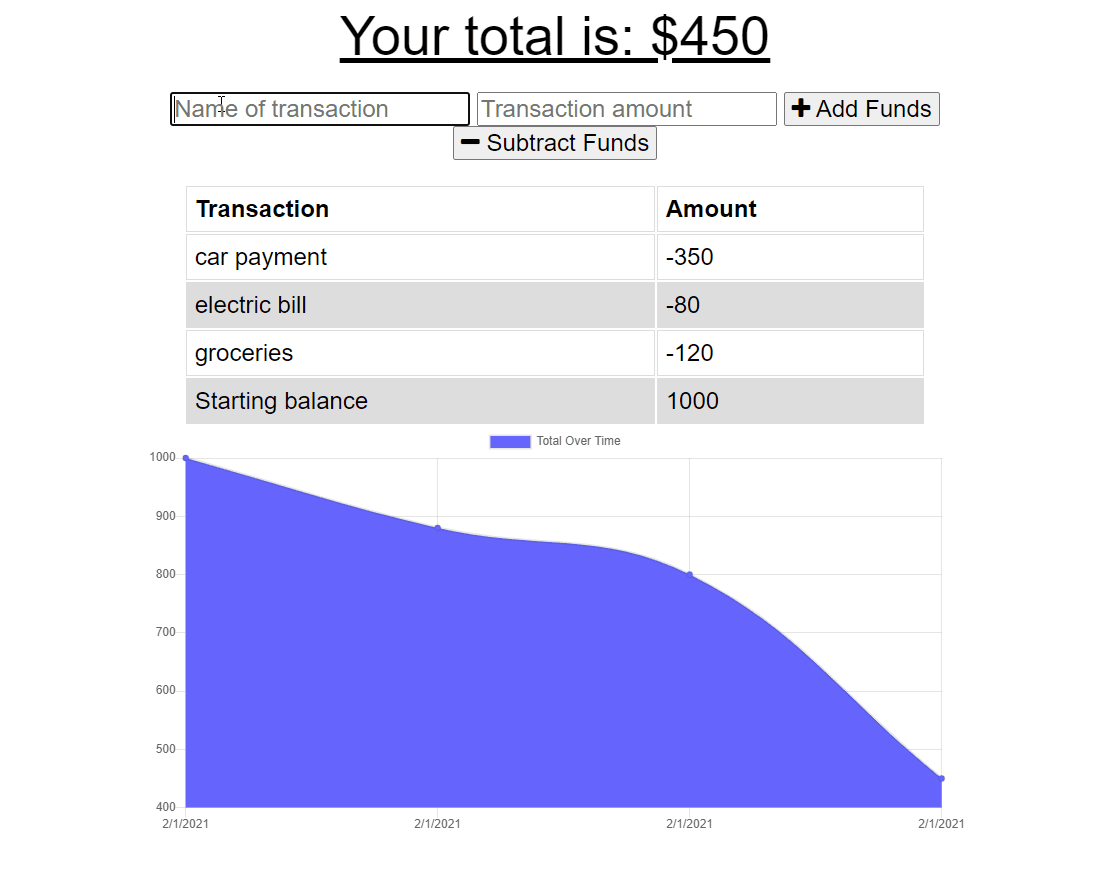 Your total is: $450
Name of transaction Transaction amount + Add Funds
− Subtract Funds
Transaction Amount
car payment -350
electric bill -80
groceries -120
Starting balance 1000
Total Over Time
1000
900
800
700
600
500
400
2/1/2021 2/1/2021 2/1/2021 2/1/2021